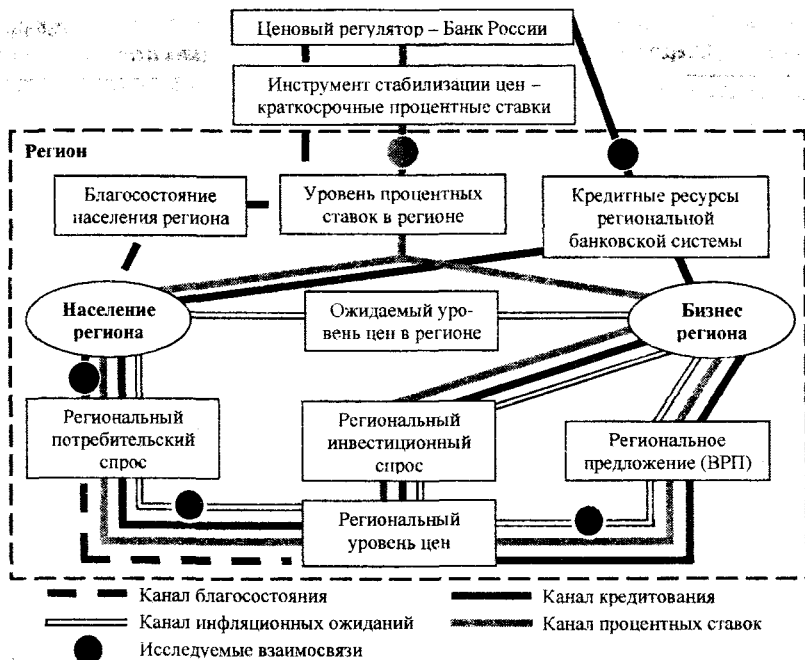 Ценовый регулятор – Банк России
Инструмент стабилизации цен –
краткосрочные процентные ставки
Регион
Благосостояние
населения региона
Уровень процентных
ставок в регионе
Кредитные ресурсы
региональной
банковской системы
Население
региона
Ожидаемый уро-
вень цен в регионе
Бизнес
региона
Региональный
потребительский
спрос
Региональный
инвестиционный
спрос
Региональное
предложение (ВРП)
Региональный
уровень цен
Канал благосостояния
Канал кредитования
Канал инфляционных ожиданий
Канал процентных ставок
Исследуемые взаимосвязи